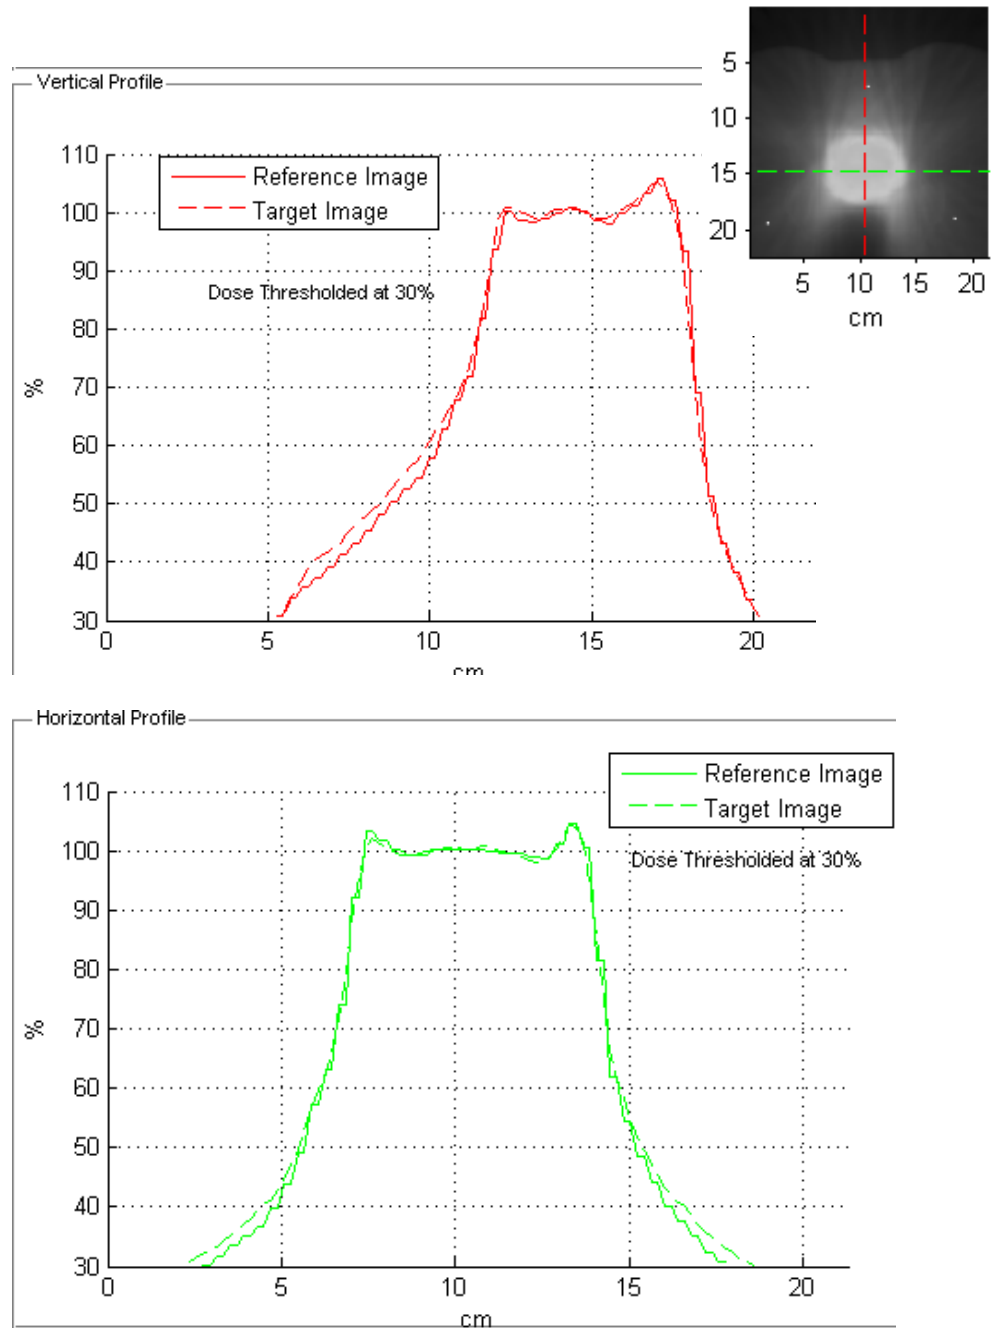 Vertical Profile
5
10
15
20
5 10 15 20
cm
110
100
90
80
70
60
50
40
30
%
Reference Image
Target Image
Dose Thresholded at 30%
0 5 10 15 20
cm
Horizontal Profile
110
100
90
80
70
60
50
40
30
%
Reference Image
Target Image
Dose Thresholded at 30%
0 5 10 15 20
cm